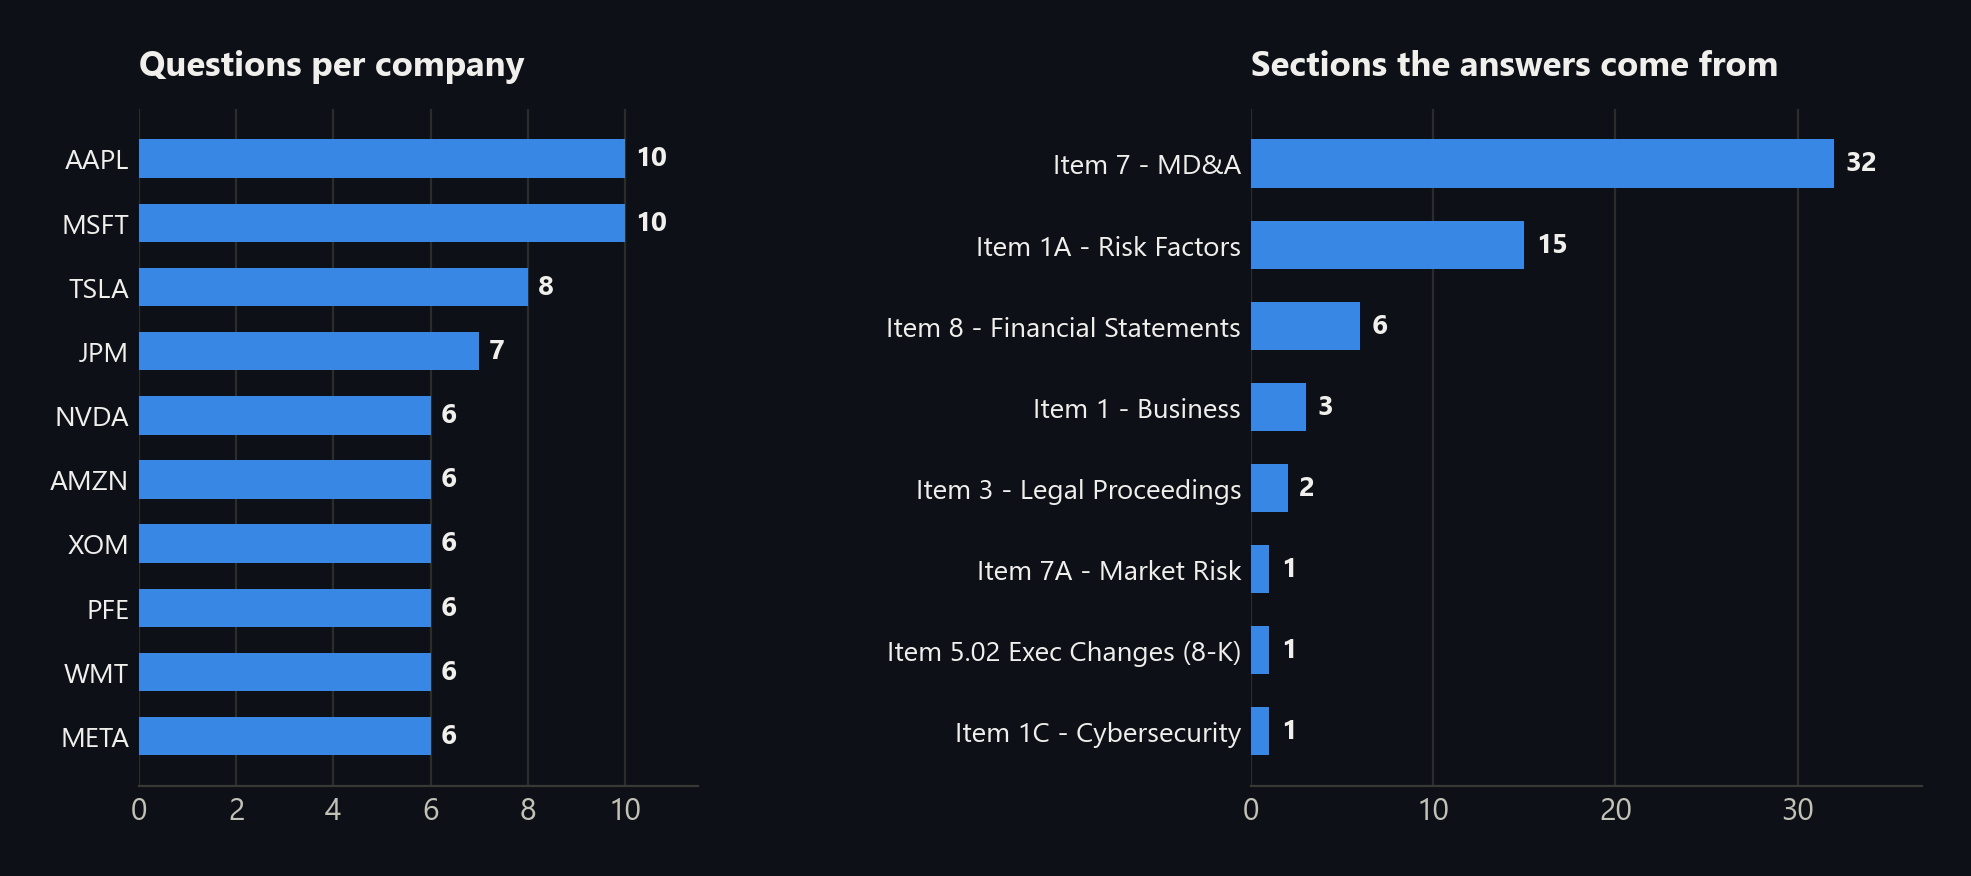 Questions per company
AAPL 10
MSFT 10
TSLA 8
JPM 7
NVDA 6
AMZN 6
XOM 6
PFE 6
WMT 6
META 6
0 2 4 6 8 10
Sections the answers come from
Item 7 - MD&A 32
Item 1A - Risk Factors 15
Item 8 - Financial Statements 6
Item 1 - Business 3
Item 3 - Legal Proceedings 2
Item 7A - Market Risk 1
Item 5.02 Exec Changes (8-K) 1
Item 1C - Cybersecurity 1
0 10 20 30